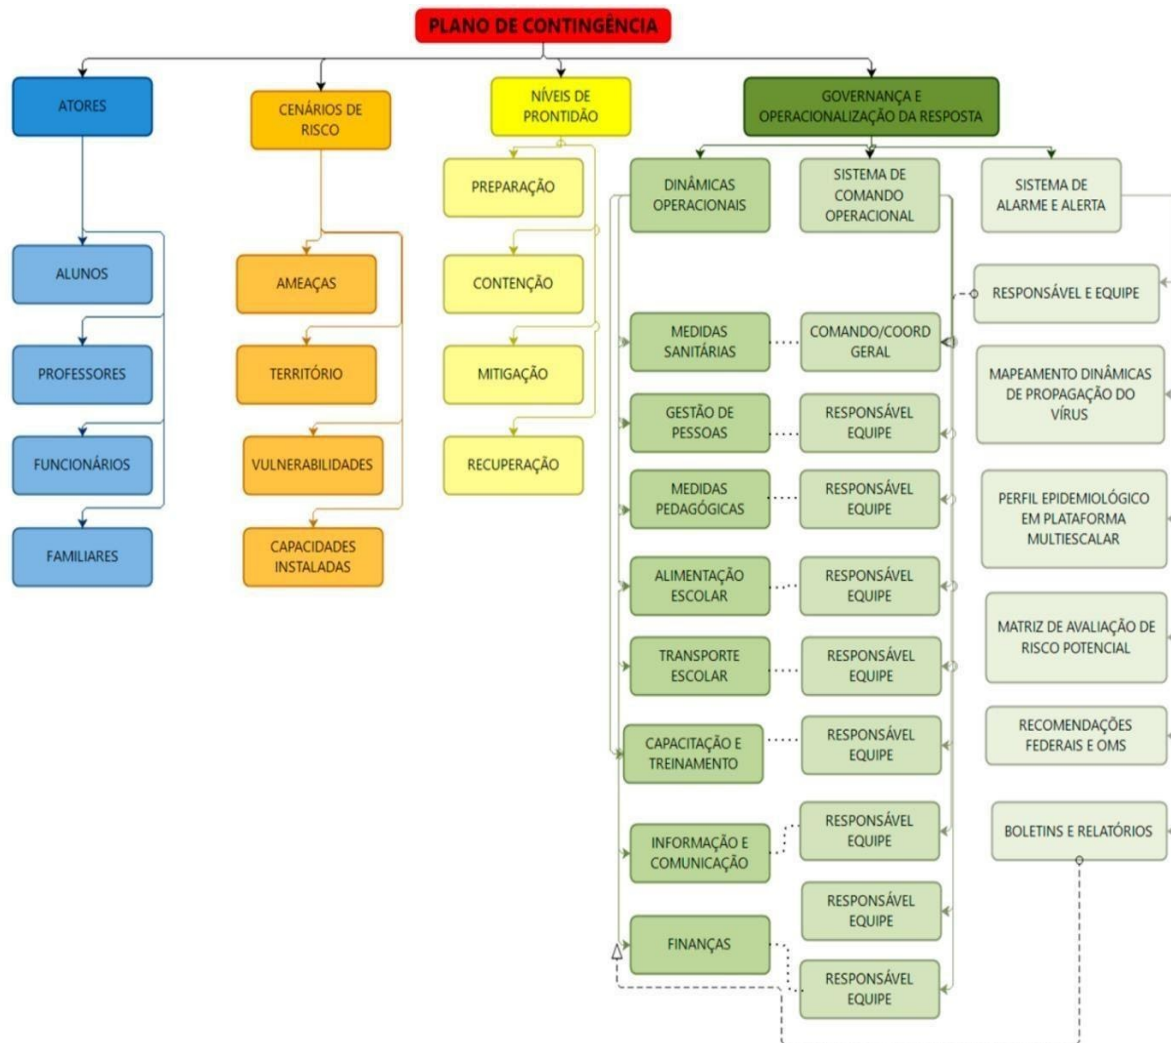 PLANO DE CONTINGÊNCIA
ATORES
CENÁRIOS DE
RISCO
NÍVEIS DE
PRONTIDÃO
GOVERNANÇA E
OPERACIONALIZAÇÃO DA RESPOSTA
ALUNOS
PROFESSORES
FUNCIONÁRIOS
FAMILIARES
AMEAÇAS
TERRITÓRIO
VULNERABILIDADES
CAPACIDADES
INSTALADAS
PREPARAÇÃO
CONTENÇÃO
MITIGAÇÃO
RECUPERAÇÃO
DINÂMICAS
OPERACIONAIS
MEDIDAS
SANITÁRIAS
GESTÃO DE
PESSOAS
MEDIDAS
PEDAGÓGICAS
ALIMENTAÇÃO
ESCOLAR
TRANSPORTE
ESCOLAR
CAPACITAÇÃO E
TREINAMENTO
INFORMAÇÃO E
COMUNICAÇÃO
FINANÇAS
SISTEMA DE
COMANDO
OPERACIONAL
COMANDO/COORD
GERAL
RESPONSÁVEL
EQUIPE
RESPONSÁVEL
EQUIPE
RESPONSÁVEL
EQUIPE
RESPONSÁVEL
EQUIPE
RESPONSÁVEL
EQUIPE
RESPONSÁVEL
EQUIPE
RESPONSÁVEL
EQUIPE
RESPONSÁVEL
EQUIPE
SISTEMA DE
ALARME E ALERTA
RESPONSÁVEL E EQUIPE
MAPEAMENTO DINÂMICAS
DE PROPAGAÇÃO DO
VÍRUS
PERFIL EPIDEMIOLÓGICO
EM PLATAFORMA
MULTIESCALAR
MATRIZ DE AVALIAÇÃO DE
RISCO POTENCIAL
RECOMENDAÇÕES
FEDERAIS E OMS
BOLETINS E RELATÓRIOS